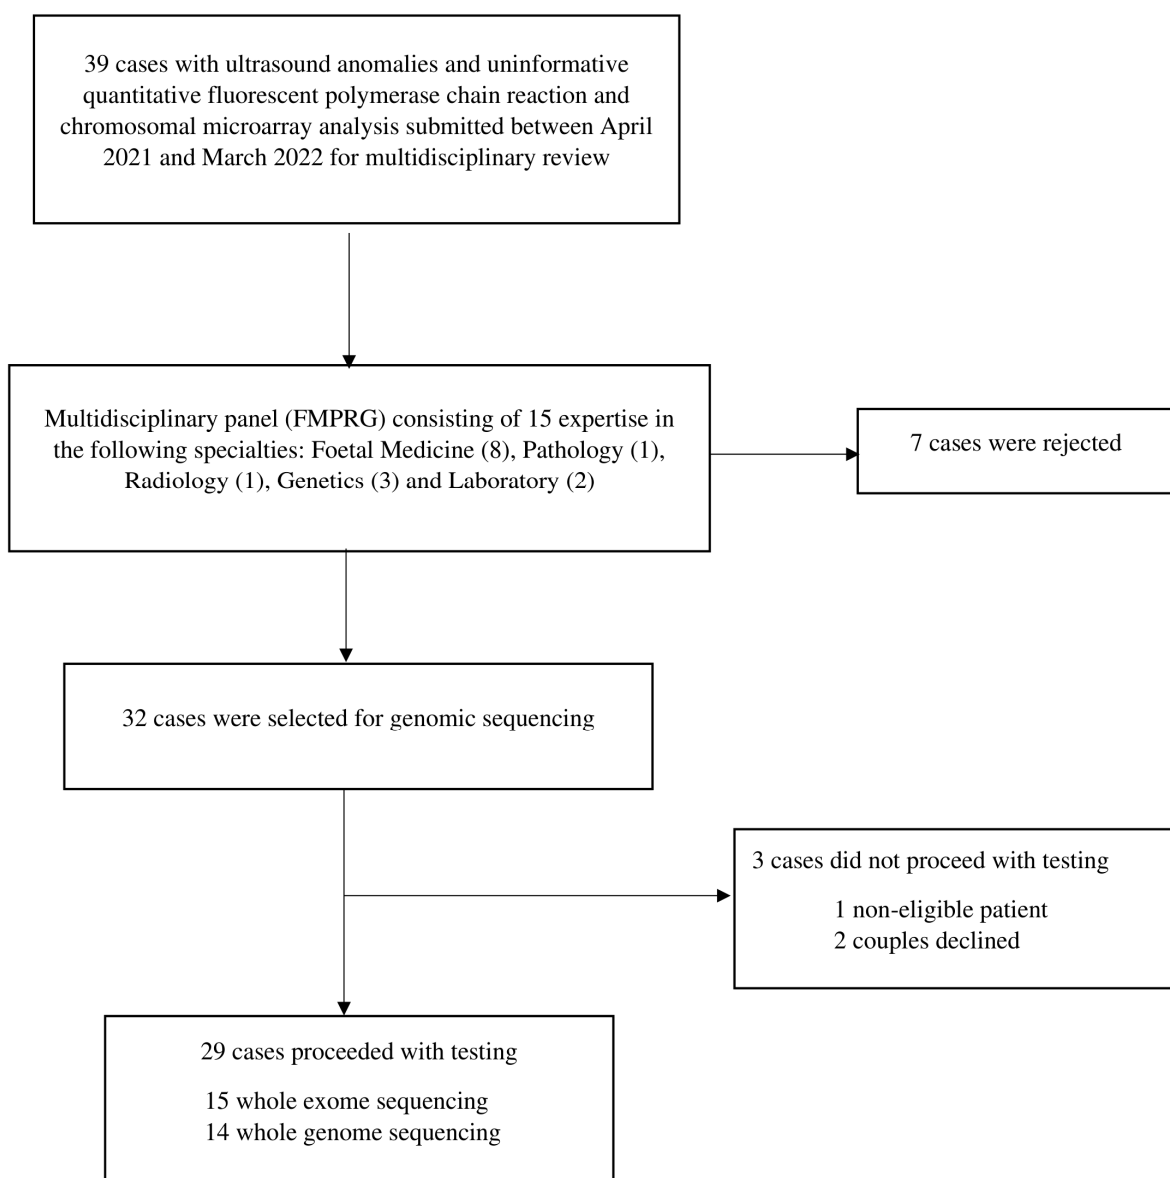 39 cases with ultrasound anomalies and uninformative
quantitative fluorescent polymerase chain reaction and
chromosomal microarray analysis submitted between April
2021 and March 2022 for multidisciplinary review
Multidisciplinary panel (FMPRG) consisting of 15 expertise in
the following specialties: Foetal Medicine (8), Pathology (1),
Radiology (1), Genetics (3) and Laboratory (2)
7 cases were rejected
32 cases were selected for genomic sequencing
3 cases did not proceed with testing
1 non-eligible patient
2 couples declined
29 cases proceeded with testing
15 whole exome sequencing
14 whole genome sequencing